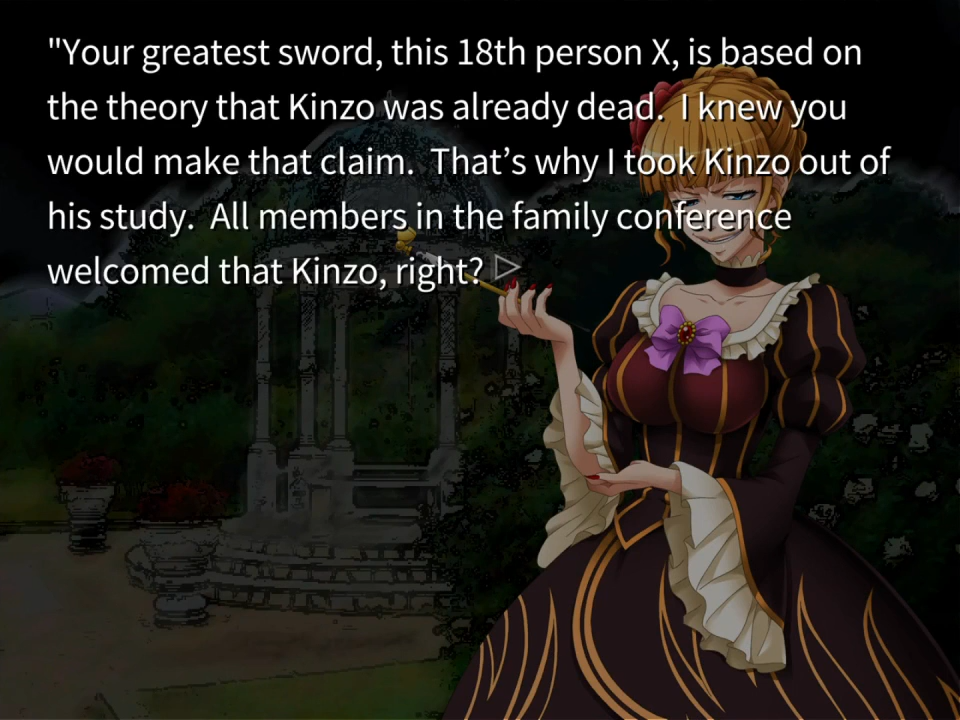 "Your greatest sword, this 18th person X, is based on
the theory that Kinzo was already dead.  I knew you
would make that claim.  That’s why I took Kinzo out of
his study.  All members in the family conference
welcomed that Kinzo, right?